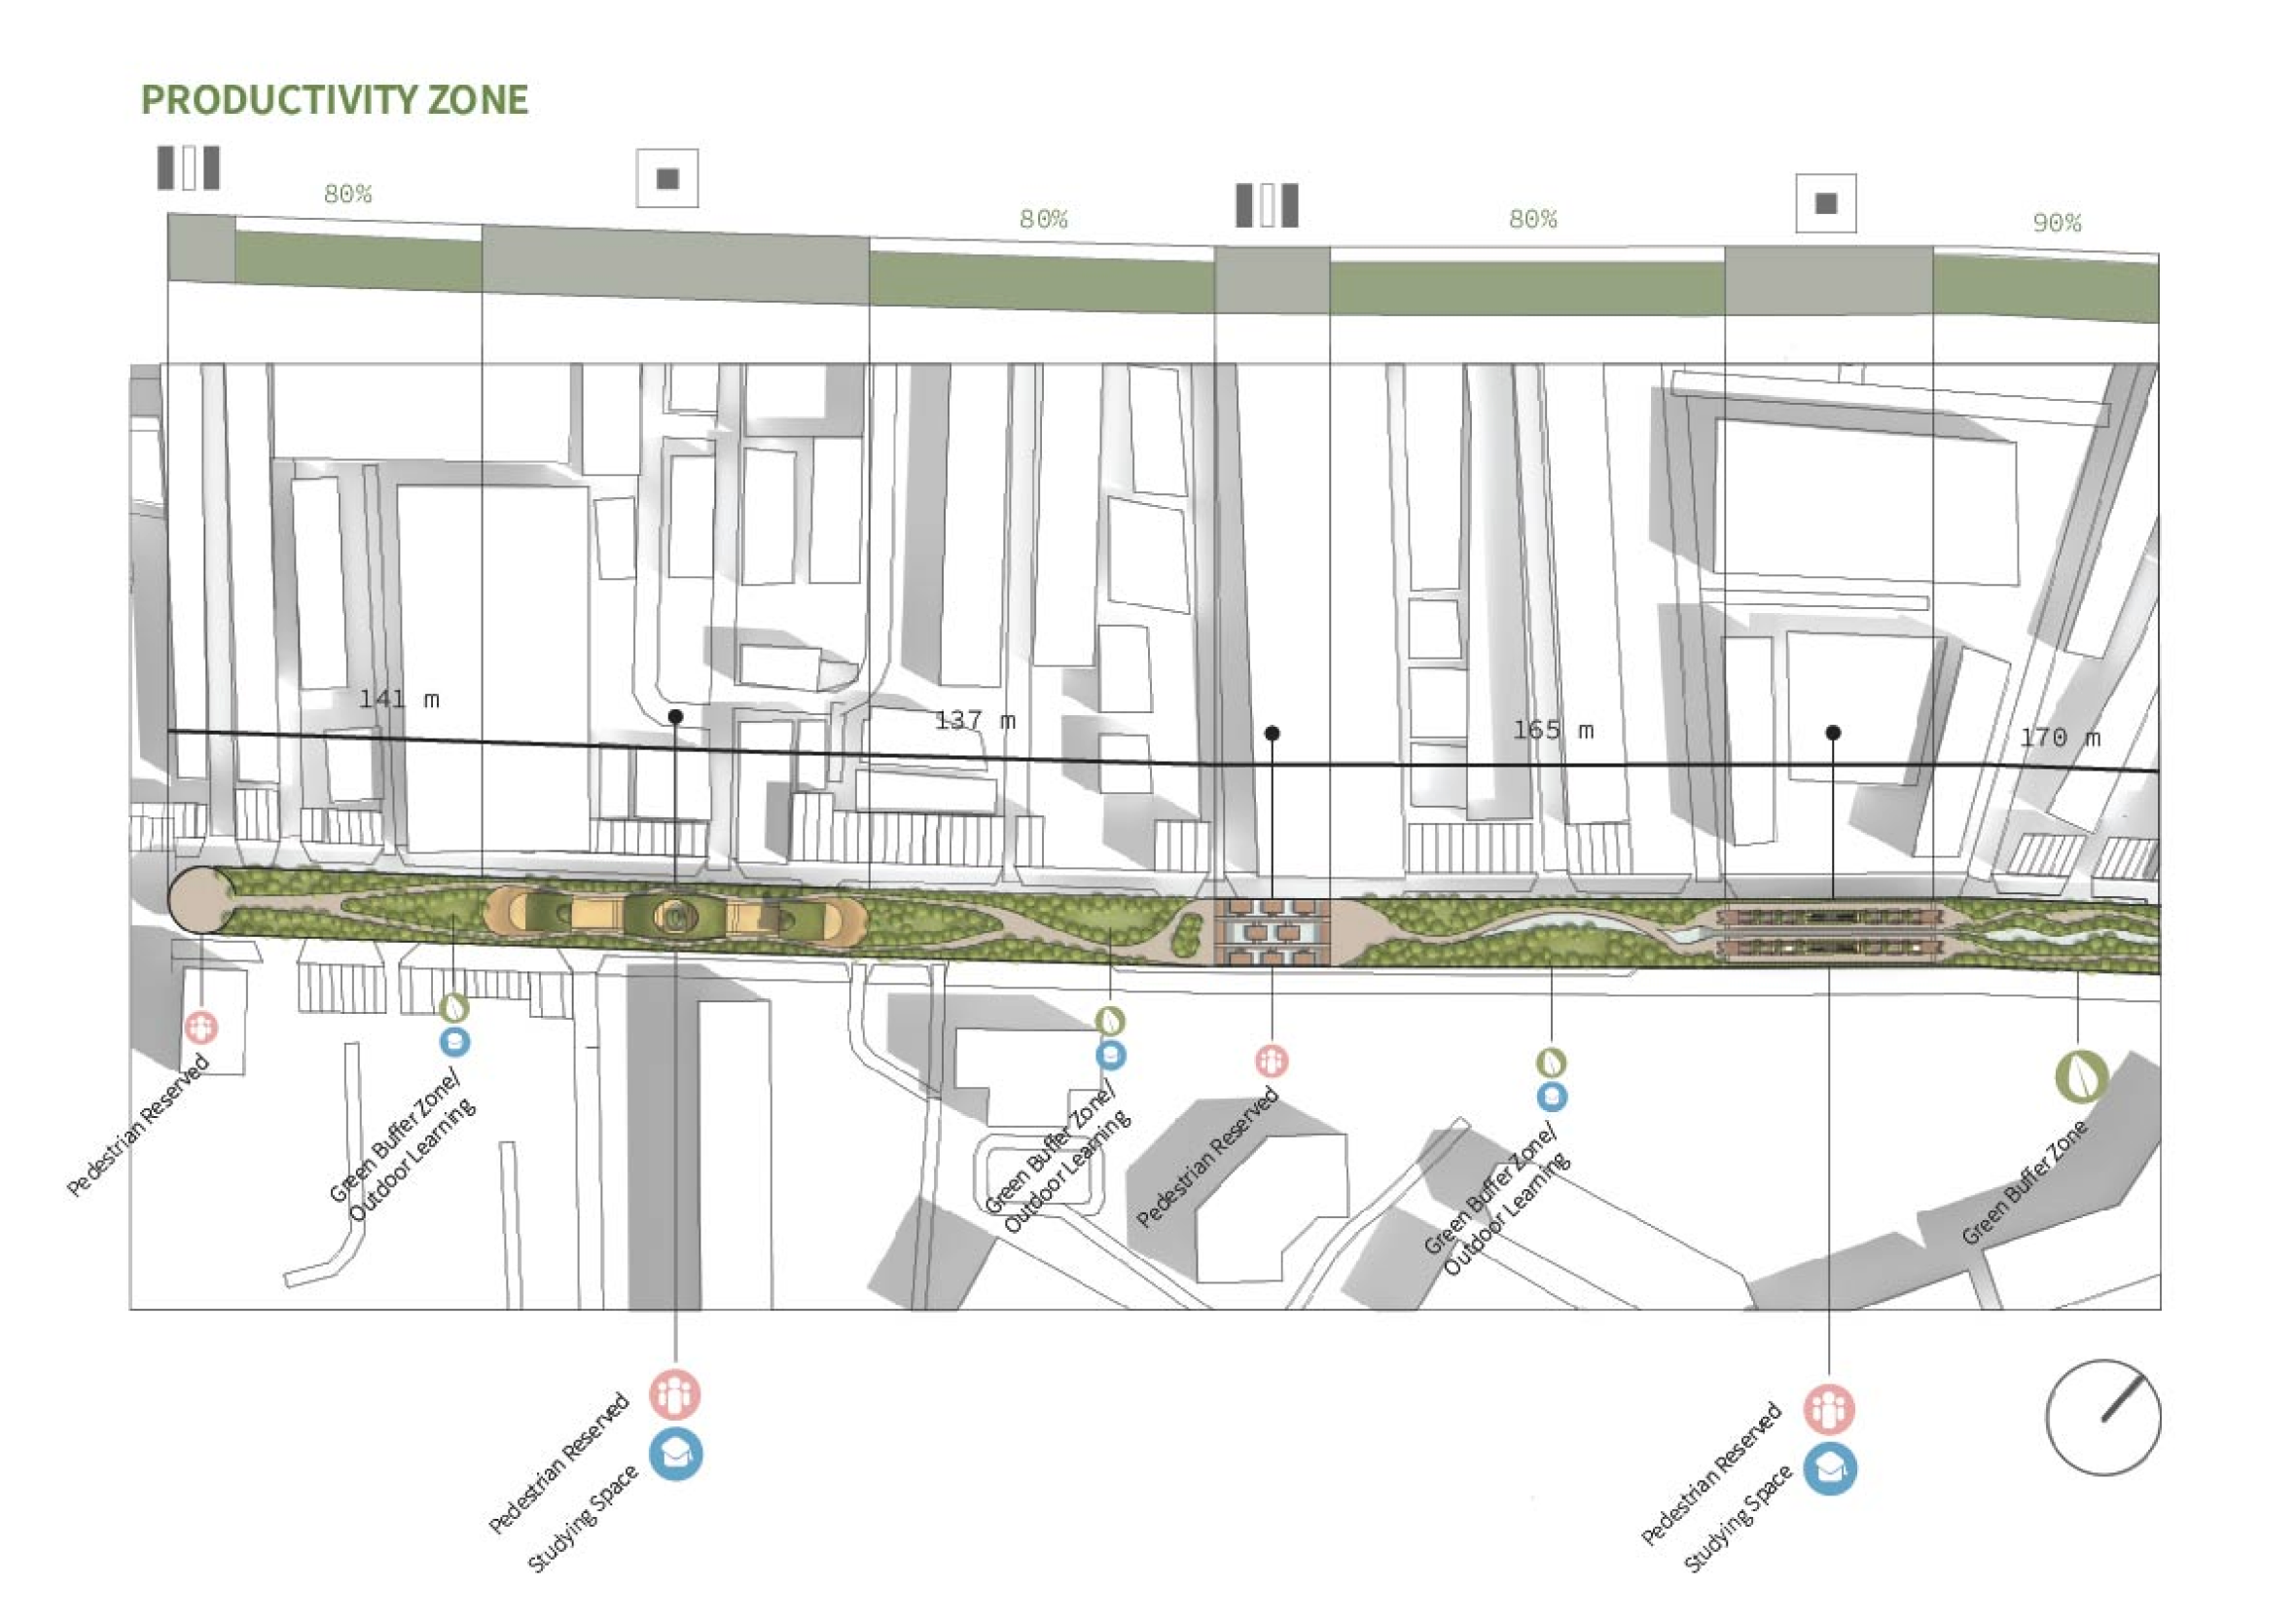 PRODUCTIVITY ZONE
80%
80%
80%
90%
141 m
137 m
165 m
170 m
Pedestrian Reserved
Green Buffer Zone/
Outdoor Learning
Green Buffer Zone/
Outdoor Learning
Pedestrian Reserved
Green Buffer Zone/
Outdoor Learning
Green Buffer Zone
Pedestrian Reserved
Studying Space
Pedestrian Reserved
Studying Space